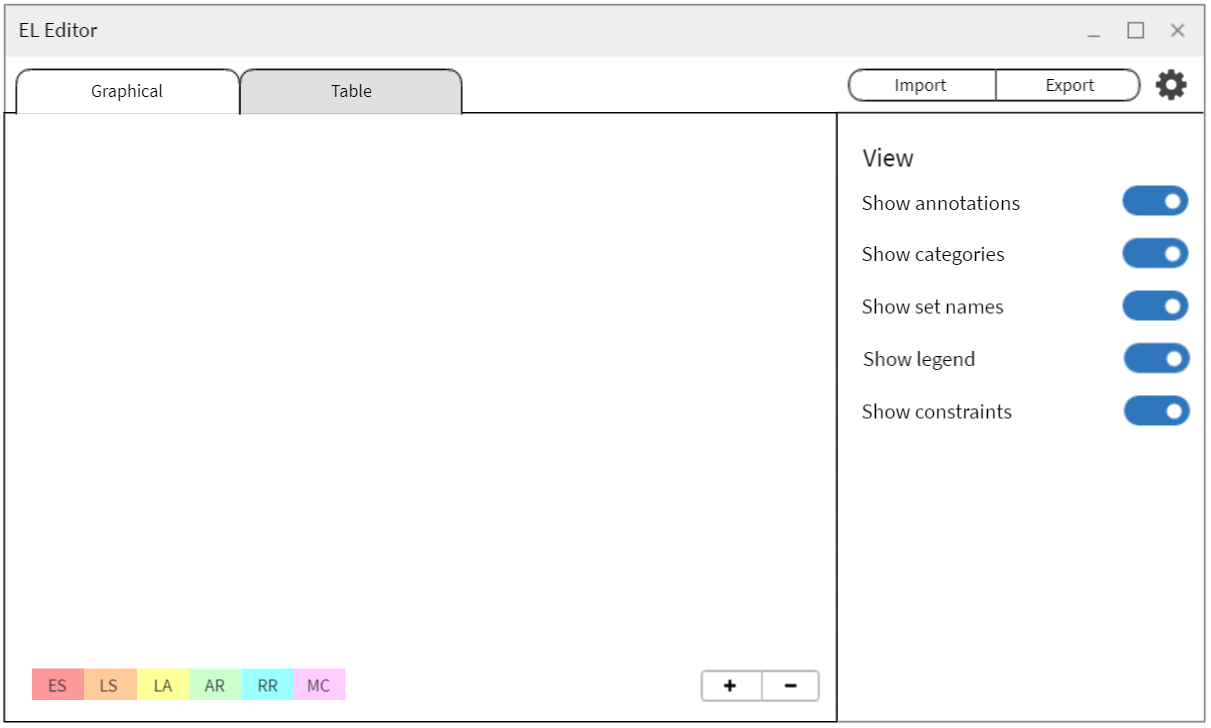 EL Editor
Graphical
Table
Import
Export
View
Show annotations
Show categories
Show set names
Show legend
Show constraints
ES LS LA AR RR MC
+ -